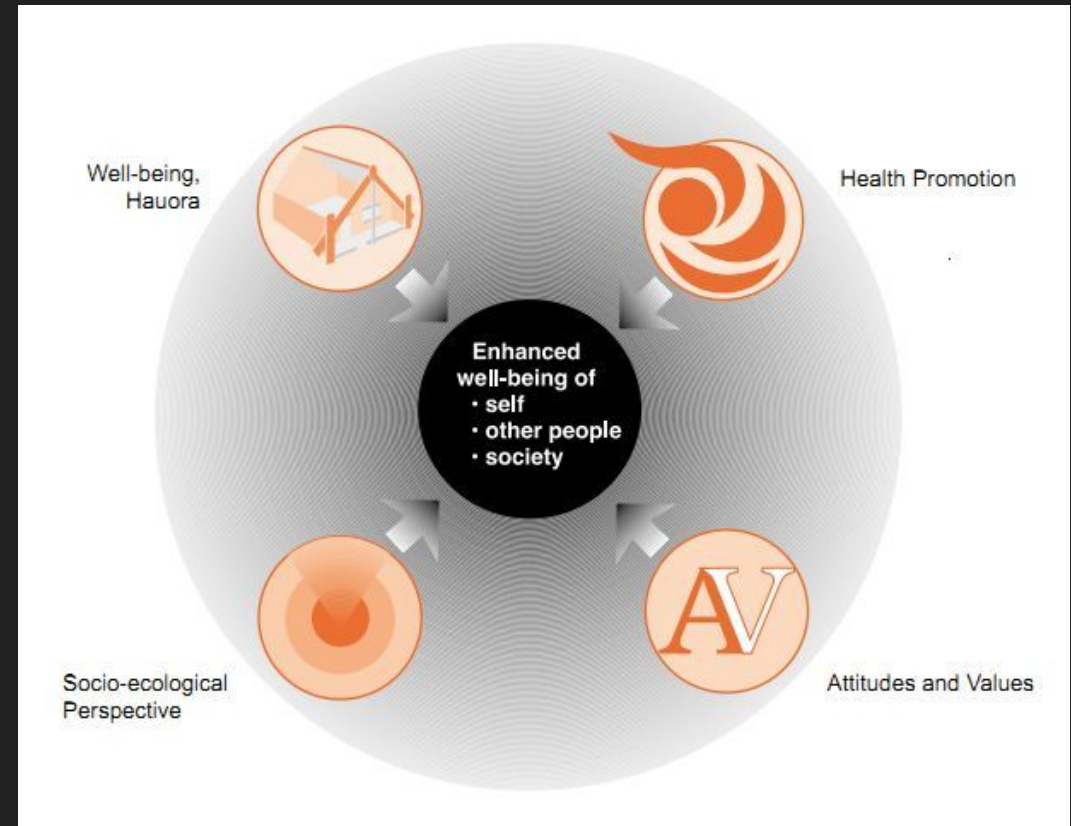 Well-being,
Hauora
Health Promotion
Enhanced
well-being of
• self
• other people
• society
AV
Socio-ecological
Perspective
Attitudes and Values